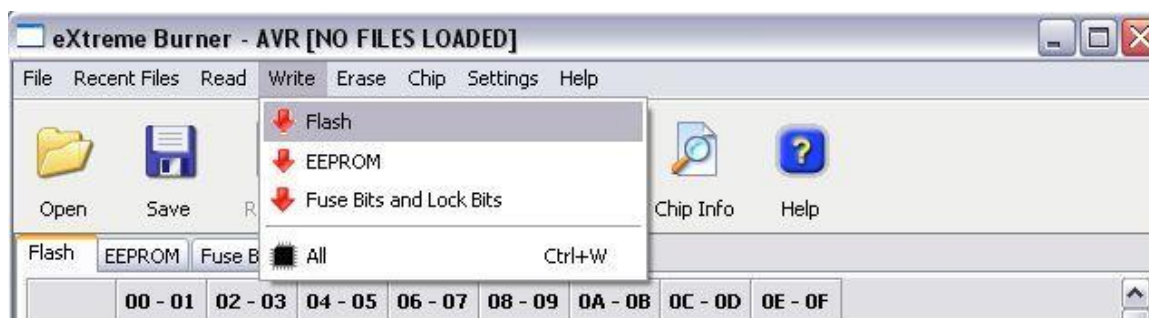 eXtreme Burner - AVR [NO FILES LOADED]
File Recent Files Read Write Erase Chip Settings Help
Flash
EEPROM
Fuse Bits and Lock Bits
All Ctrl+W
Open Save R Chip Info Help
Flash EEPROM Fuse B
00 - 01 02 - 03 04 - 05 06 - 07 08 - 09 0A - 0B 0C - 0D 0E - 0F